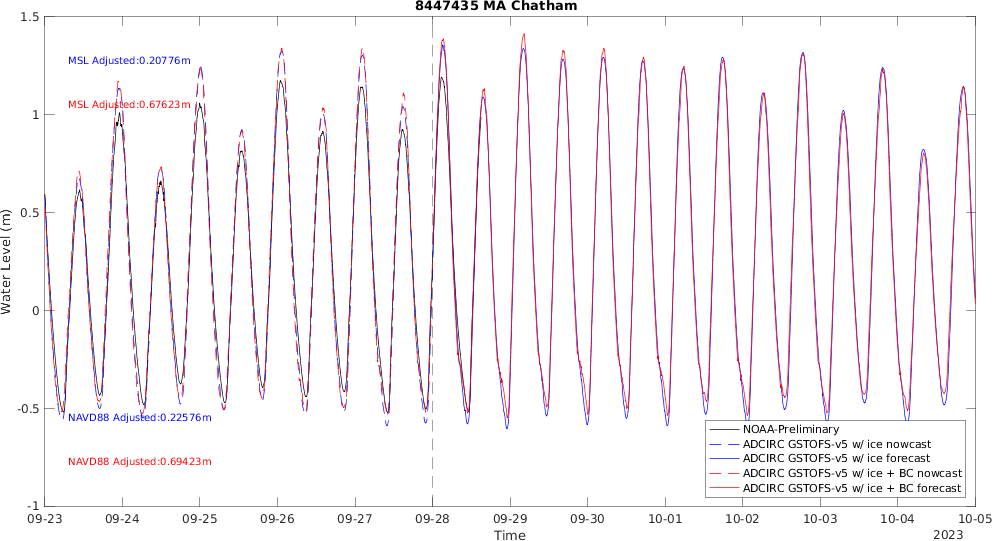 8447435 MA Chatham
1.5
1
0.5
0
-0.5
-1
Water Level (m)
MSL Adjusted:0.20776m
MSL Adjusted:0.67623m
NAVD88 Adjusted:0.22576m
NAVD88 Adjusted:0.69423m
NOAA-Preliminary
ADCIRC GSTOFS-v5 w/ ice nowcast
ADCIRC GSTOFS-v5 w/ ice forecast
ADCIRC GSTOFS-v5 w/ ice + BC nowcast
ADCIRC GSTOFS-v5 w/ ice + BC forecast
09-23 09-24 09-25 09-26 09-27 09-28 09-29 09-30 10-01 10-02 10-03 10-04 10-05
Time
2023